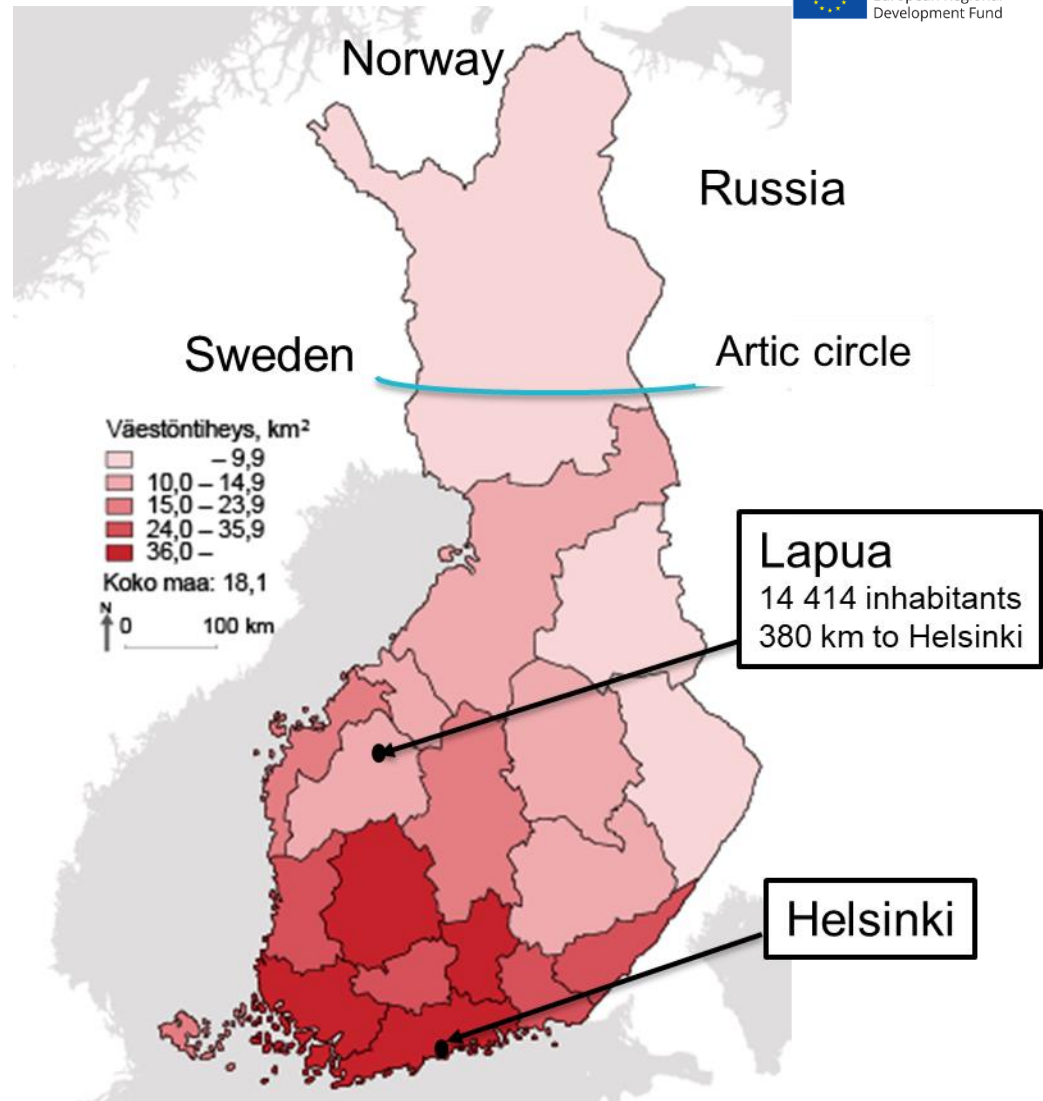 Development Fund
Norway
Russia
Sweden
Artic circle
Väestöntiheys, km²
– 9,9
10,0 – 14,9
15,0 – 23,9
24,0 – 35,9
36,0 –
Koko maa: 18,1
N
0 100 km
Lapua
14 414 inhabitants
380 km to Helsinki
Helsinki